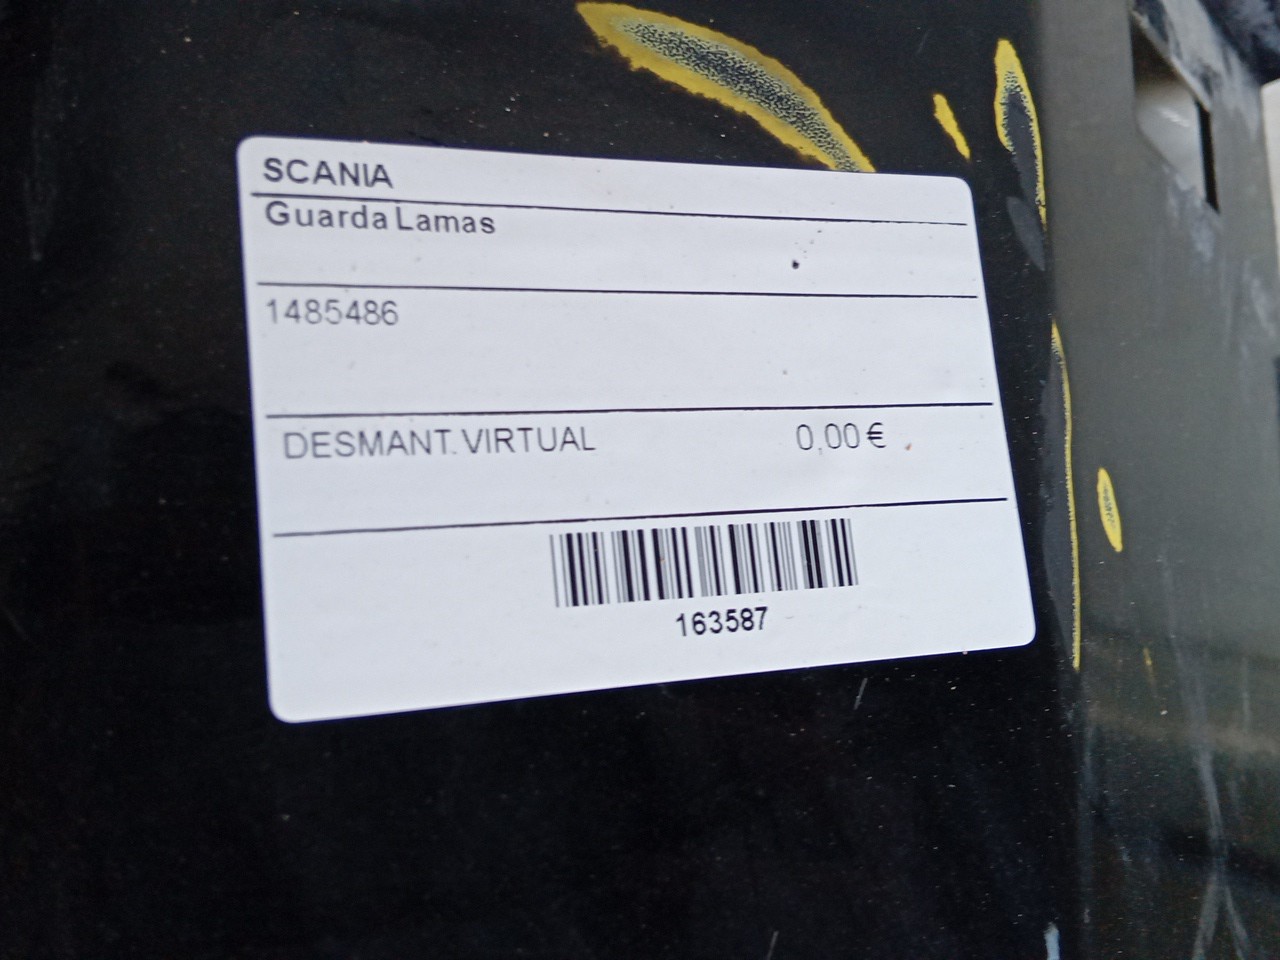 SCANIA
Guarda Lamas
1485486
DESMANT. VIRTUAL 0,00 €
163587